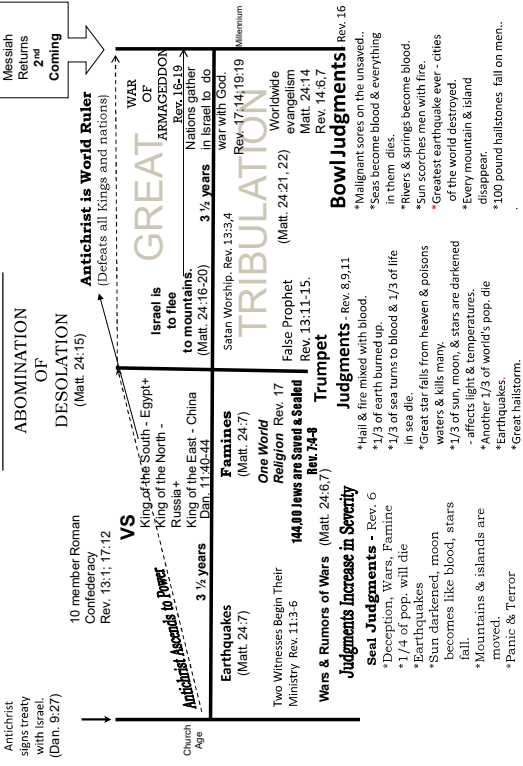 Antichrist
signs treaty
with Israel.
(Dan. 9:27)
10 member Roman
Confederacy
Rev. 13:1; 17:12
ABOMINATION
OF
DESOLATION
(Matt. 24:15)
Messiah
Returns
2nd
Coming
Antichrist is World Ruler
(Defeats all Kings and nations)
VS
King of the South - Egypt+
King of the North -
Russia+
King of the East - China
Dan. 11:40-44
Antichrist Ascends to Power
3 ½ years
Church
Age
GREAT
Israel is
to flee
to mountains.
(Matt. 24:16-20)
WAR
OF
ARMAGEDDON
Rev. 16-19
Nations gather
in Israel to do
war with God.
Rev. 17:14;19:19
3 ½ years
Millennium
Earthquakes
(Matt. 24:7)
Famines
(Matt. 24:7)
One World
Religion Rev. 17
Two Witnesses Begin Their
Ministry Rev. 11:3-6
144,00 Jews are Saved & Sealed
Rev. 7:4-8
Wars & Rumors of Wars (Matt. 24:6,7)
Satan Worship. Rev. 13:3,4
TRIBULATION
(Matt. 24:21, 22)
False Prophet
Rev. 13:11-15.
Worldwide
evangelism
Matt. 24:14
Rev. 14:6,7
Judgments Increase in Severity
Seal Judgments - Rev. 6
*Deception, Wars, Famine
*1/4 of pop. will die
*Earthquakes
*Sun darkened, moon
becomes like blood, stars
fall.
*Mountains & islands are
moved.
*Panic & Terror
Trumpet
Judgments - Rev. 8,9,11
*Hail & fire mixed with blood.
*1/3 of earth burned up.
*1/3 of sea turns to blood & 1/3 of life
in sea die.
*Great star falls from heaven & poisons
waters & kills many.
*1/3 of sun, moon, & stars are darkened
- affects light & temperatures.
*Another 1/3 of world's pop. die
*Earthquakes.
*Great hailstorm.
Bowl Judgments - Rev. 16
*Malignant sores on the unsaved..
*Seas become blood & everything
in them dies.
*Rivers & springs become blood.
*Sun scorches men with fire.
*Greatest earthquake ever - cities
of the world destroyed.
*Every mountain & island
disappear.
*100 pound hailstones fall on men..
.